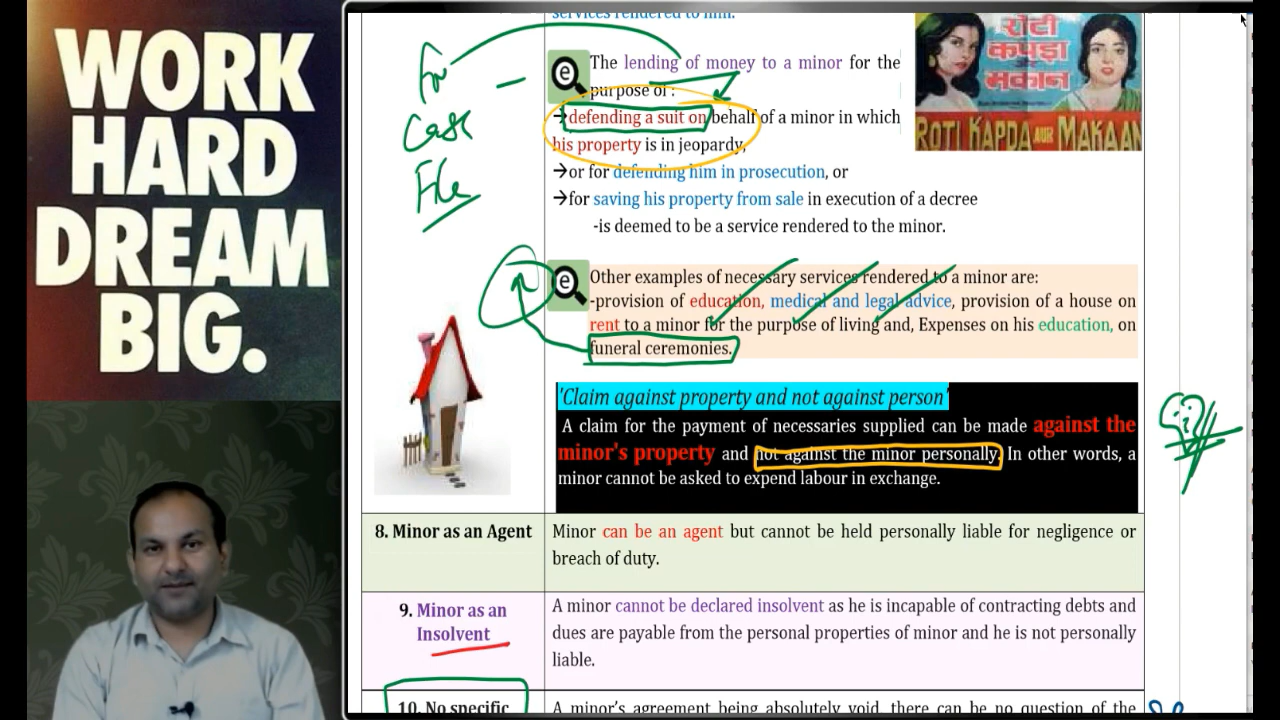 WORK
HARD
DREAM
BIG.
services rendered to him.
For
Case
File
The lending of money to a minor for the
purpose of :
→defending a suit on behalf of a minor in which
his property is in jeopardy,
→or for defending him in prosecution, or
→for saving his property from sale in execution of a decree
-is deemed to be a service rendered to the minor.
रोटी
कपड़ा
और
मकान
ROTI KAPDA AUR MAKAAN
Other examples of necessary services rendered to a minor are:
-provision of education, medical and legal advice, provision of a house on
rent to a minor for the purpose of living and, Expenses on his education, on
funeral ceremonies.
'Claim against property and not against person'
A claim for the payment of necessaries supplied can be made against the
minor's property and not against the minor personally. In other words, a
minor cannot be asked to expend labour in exchange.
8. Minor as an Agent
Minor can be an agent but cannot be held personally liable for negligence or
breach of duty.
9. Minor as an
Insolvent
A minor cannot be declared insolvent as he is incapable of contracting debts and
dues are payable from the personal properties of minor and he is not personally
liable.
10. No specific
A minor's agreement being absolutely void, there can be no question of the